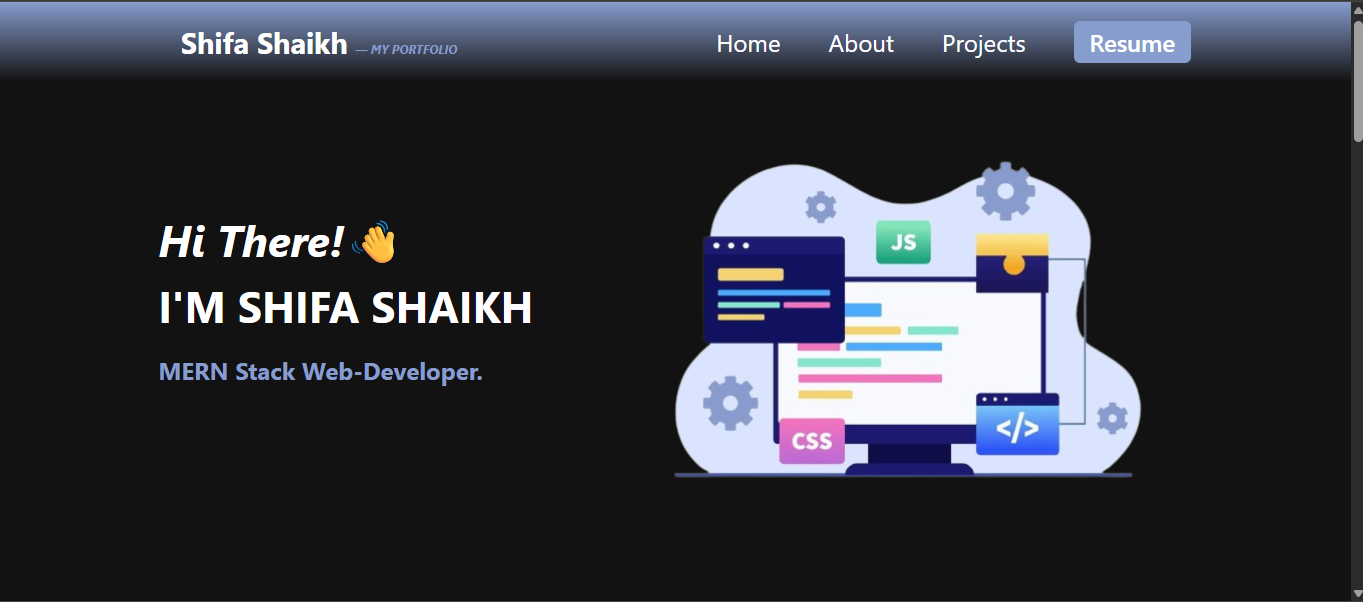 Shifa Shaikh — MY PORTFOLIO Home About Projects Resume
Hi There! 👋
I'M SHIFA SHAIKH
MERN Stack Web-Developer.
JS
CSS
</>